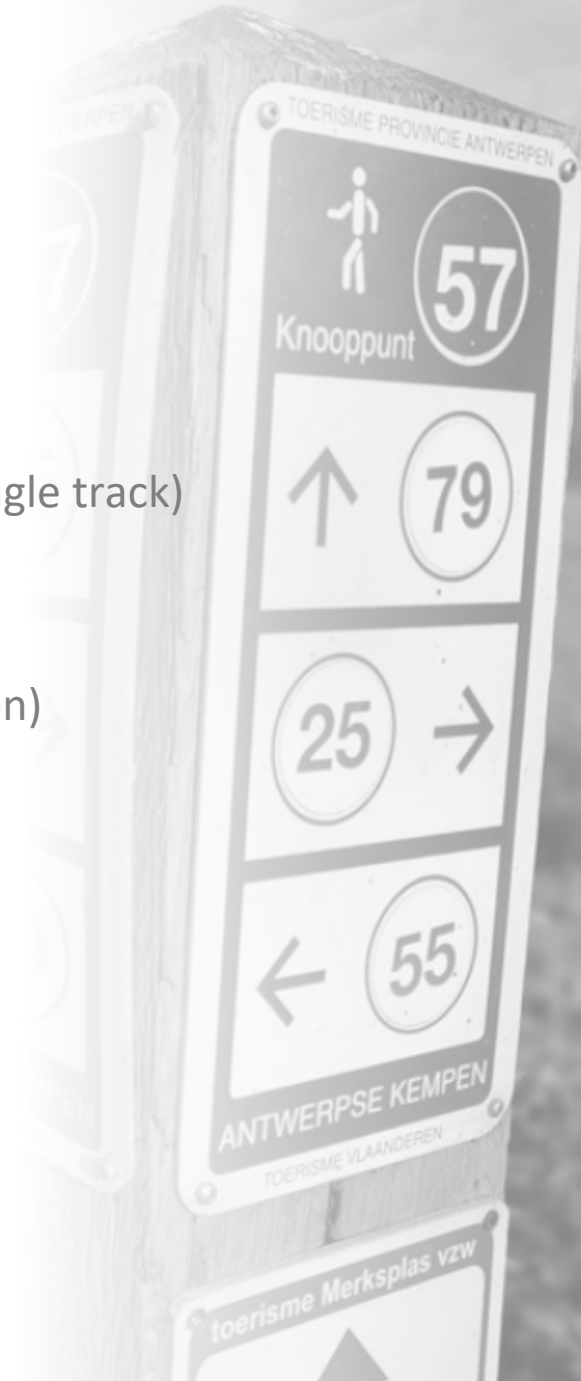 TOERISME PROVINCIE ANTWERPEN
57
Knooppunt
gle track)
79
n)
25
55
ANTWERPSE KEMPEN
TOERISME VLAANDEREN
toerisme Merksplas vzw